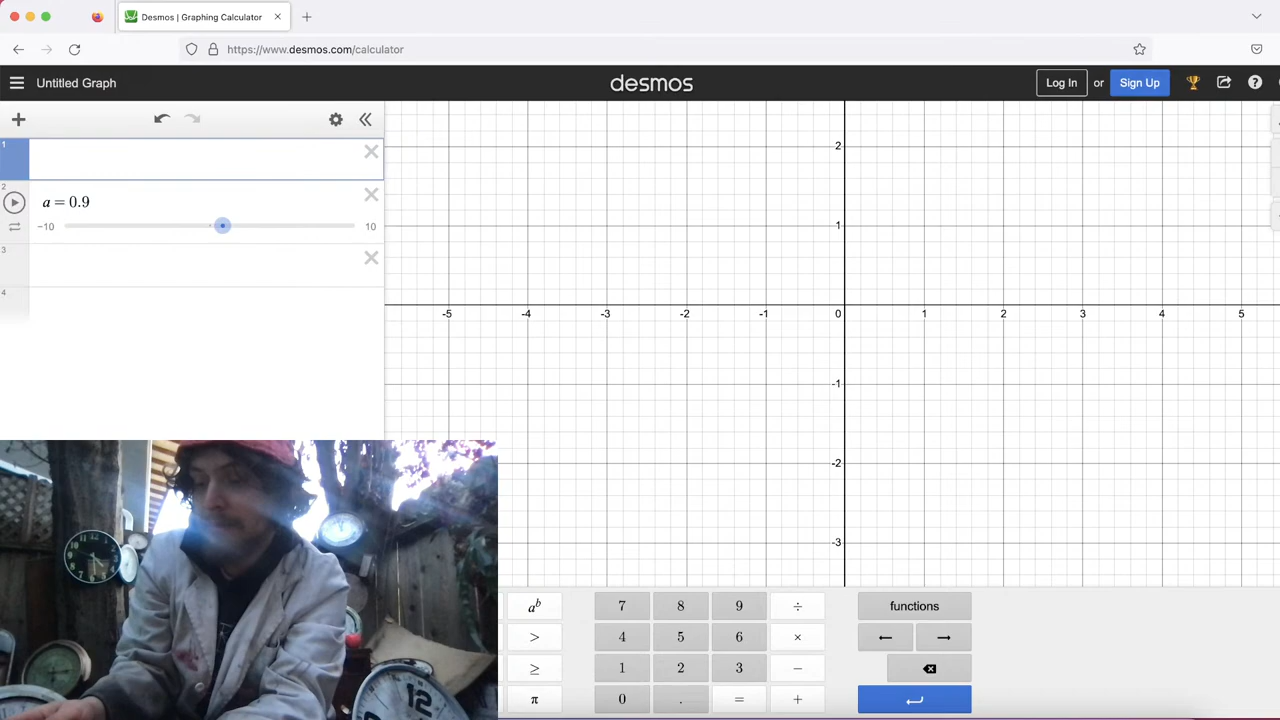 Desmos | Graphing Calculator
https://www.desmos.com/calculator
Untitled Graph
desmos
Log In or Sign Up
1
2
a = 0.9
−10
10
3
4
2
1
-5 -4 -3 -2 -1 0 1 2 3 4 5
-1
-2
-3
a^b 7 8 9 ÷ functions
> 4 5 6 × ← →
≥ 1 2 3 −
π 0 . = +
12